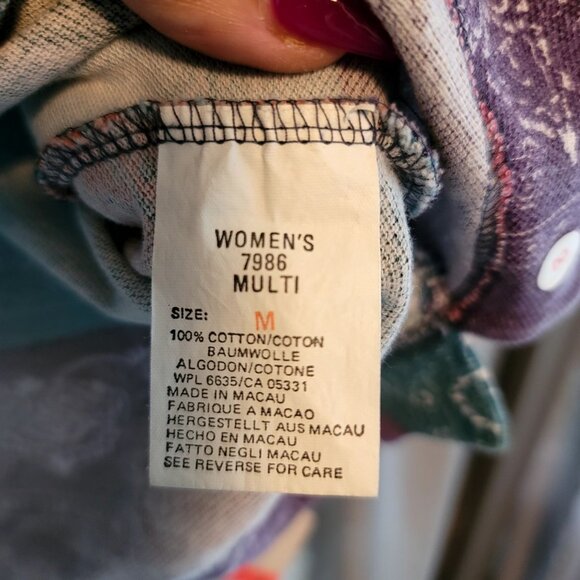 WOMEN'S
7986
MULTI
SIZE: M
100% COTTON/COTON
BAUMWOLLE
ALGODON/COTONE
WPL 6635/CA 05331
MADE IN MACAU
FABRIQUE A MACAO
HERGESTELLT AUS MACAU
HECHO EN MACAU
FATTO NEGLI MACAU
SEE REVERSE FOR CARE